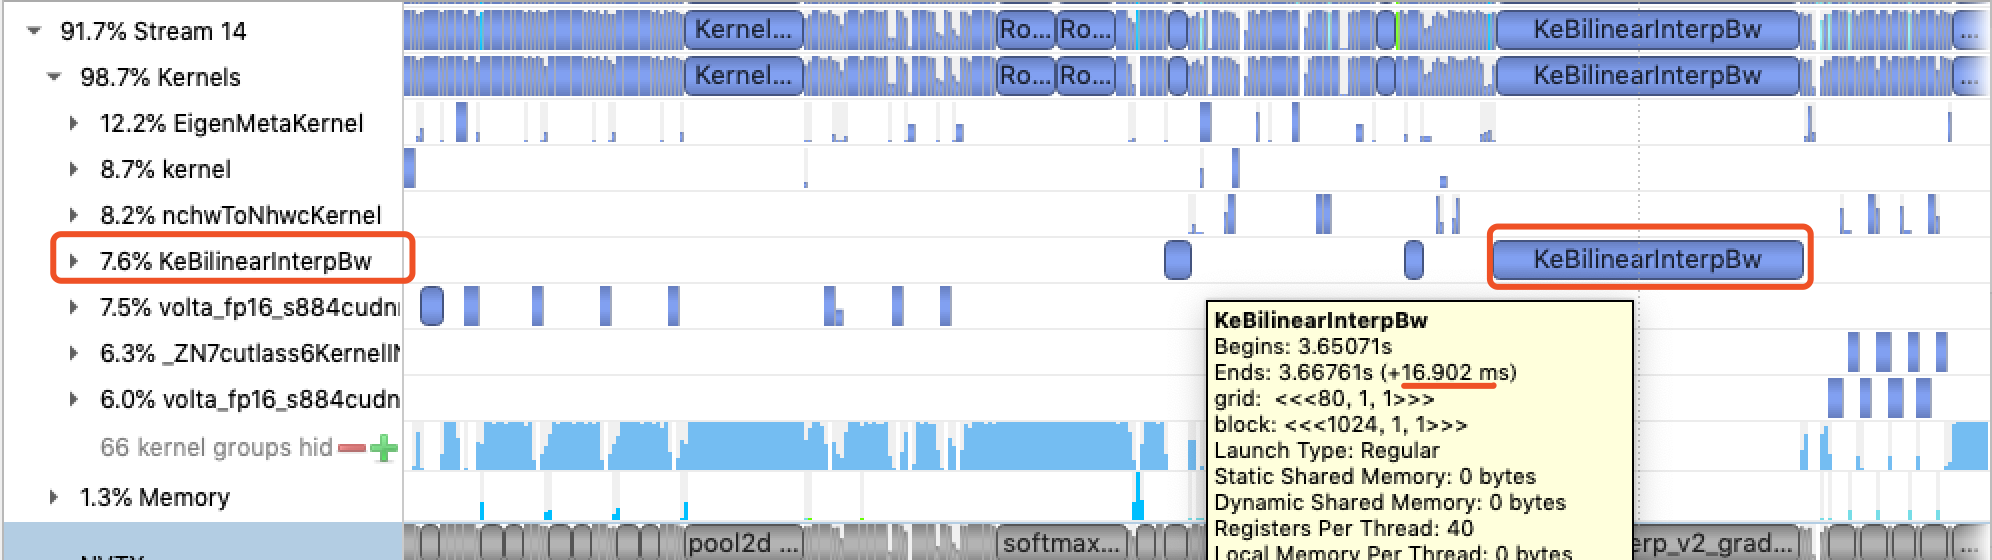 91.7% Stream 14
Kernel...
Ro...
Ro...
KeBilinearInterpBw
...
98.7% Kernels
Kernel...
Ro...
Ro...
KeBilinearInterpBw
...
12.2% EigenMetaKernel
8.7% kernel
8.2% nchwToNhwcKernel
7.6% KeBilinearInterpBw
KeBilinearInterpBw
7.5% volta_fp16_s884cudn
6.3% _ZN7cutlass6Kernel
6.0% volta_fp16_s884cudn
66 kernel groups hid
1.3% Memory
KeBilinearInterpBw
Begins: 3.65071s
Ends: 3.66761s (+16.902 ms)
grid: <<<80, 1, 1>>>
block: <<<1024, 1, 1>>>
Launch Type: Regular
Static Shared Memory: 0 bytes
Dynamic Shared Memory: 0 bytes
Registers Per Thread: 40
Local Memory Per Thread: 0 bytes
NVTX
pool2d ...
softmax...
erp_v2_grad...
...